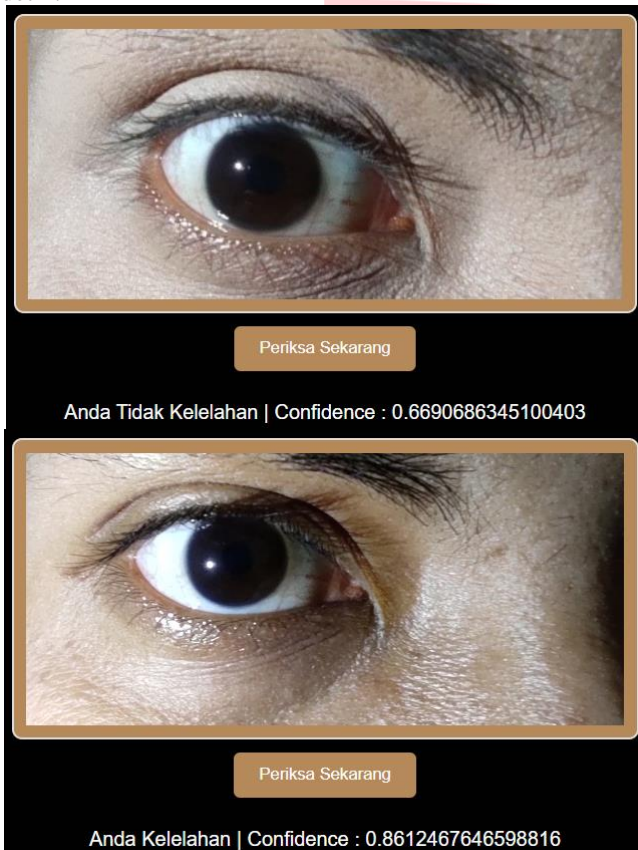 Periksa Sekarang
Anda Tidak Kelelahan | Confidence : 0.6690686345100403
Periksa Sekarang
Anda Kelelahan | Confidence : 0.8612467646598816